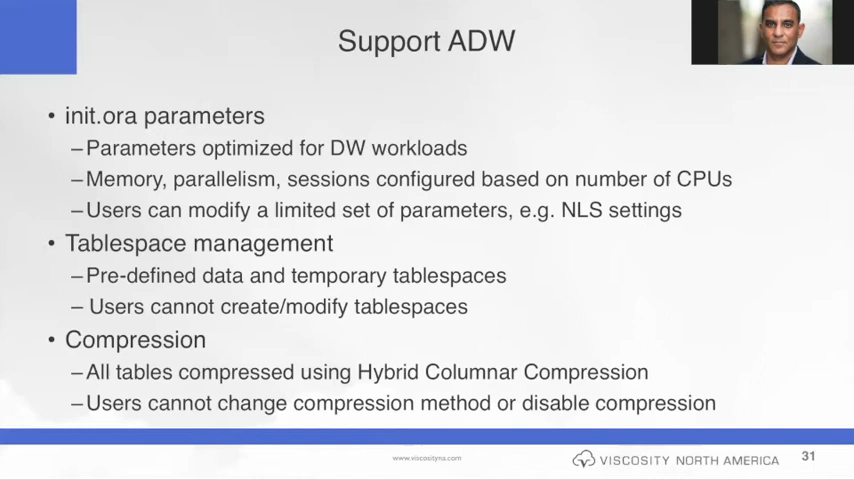 Support ADW
• init.ora parameters
–Parameters optimized for DW workloads
–Memory, parallelism, sessions configured based on number of CPUs
–Users can modify a limited set of parameters, e.g. NLS settings
• Tablespace management
–Pre-defined data and temporary tablespaces
– Users cannot create/modify tablespaces
• Compression
–All tables compressed using Hybrid Columnar Compression
–Users cannot change compression method or disable compression
www.viscosityna.com
VISCOSITY NORTH AMERICA
31